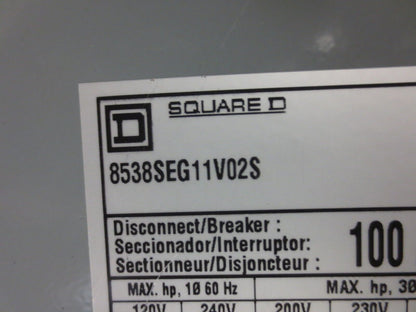 D SQUARE D
8538SEG11V02S
Disconnect/Breaker :
Seccionador/Interruptor: 100
Sectionneur/Disjoncteur :
MAX. hp, 1Ø 60 Hz MAX. hp, 30
120V 240V 200V 230V